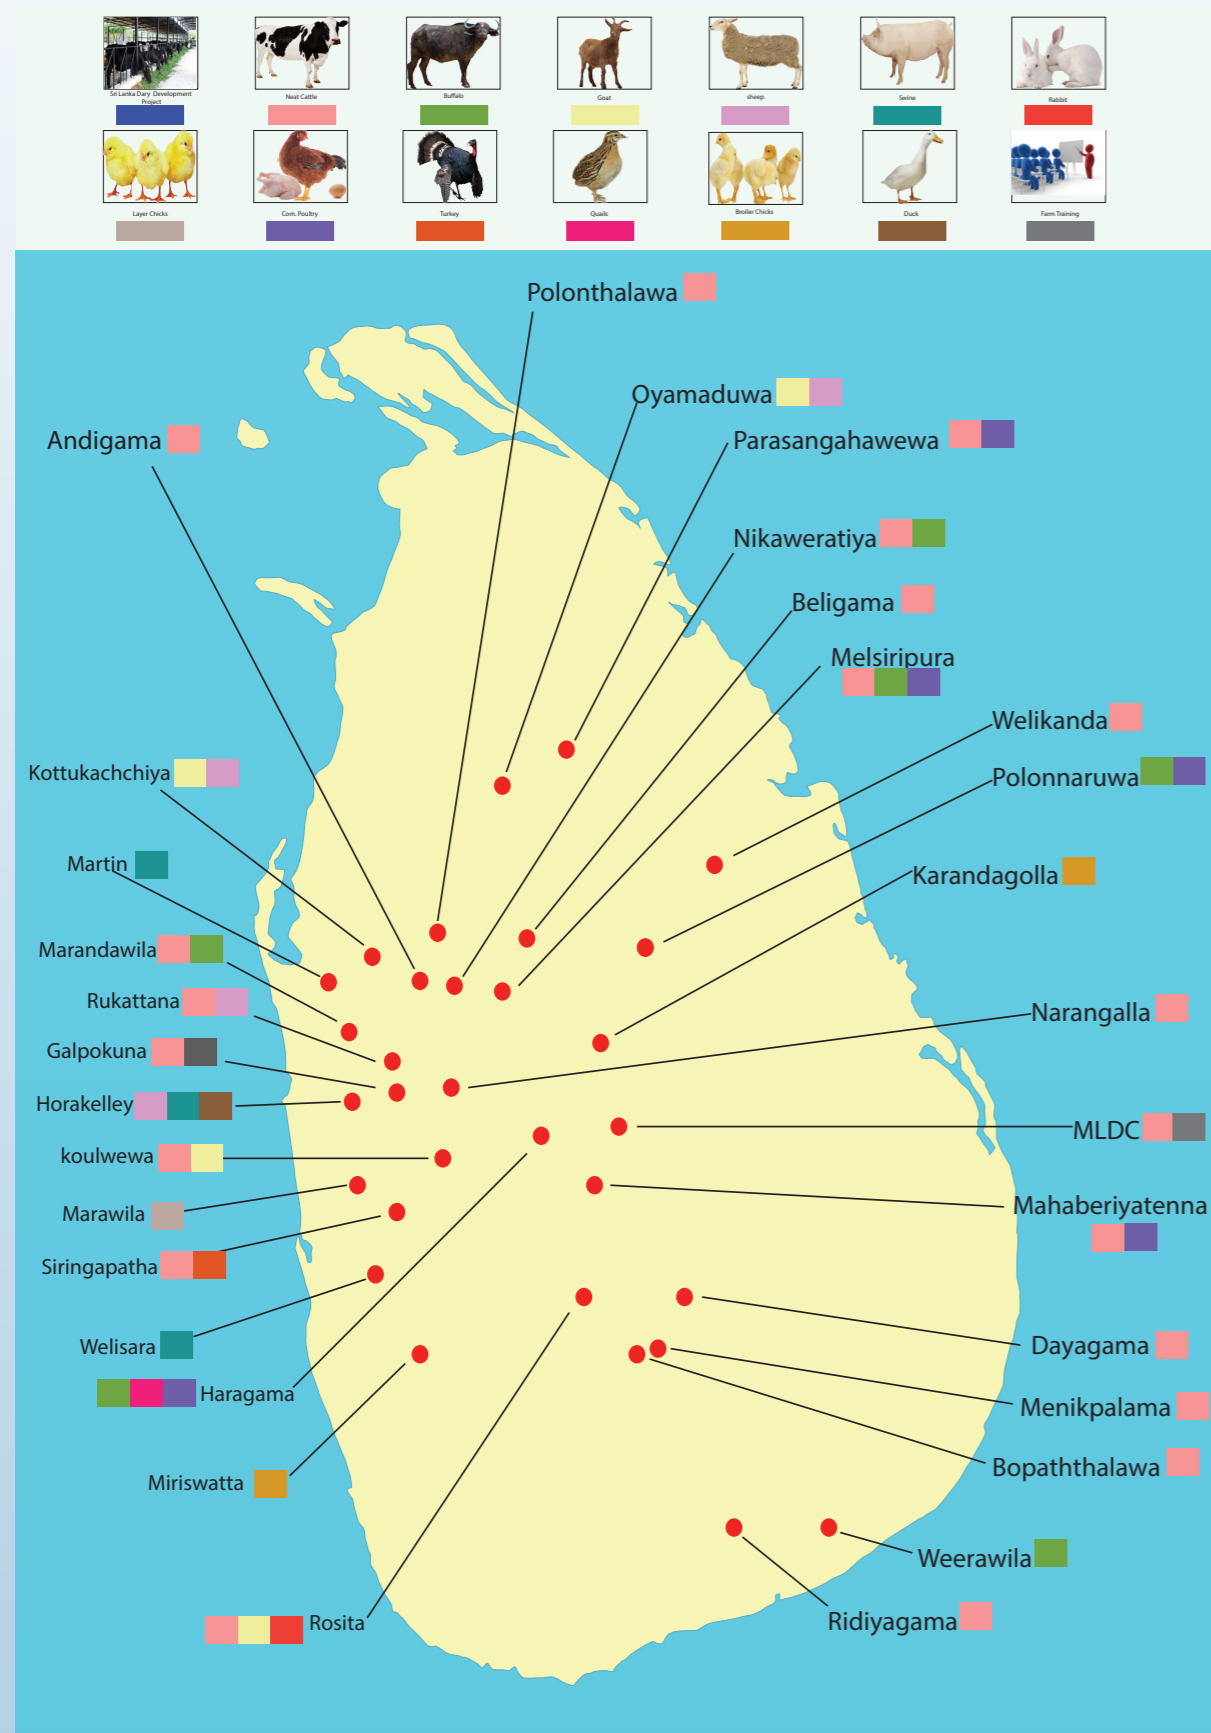 Sri Lanka Dary Development
Project
Neat Cattle
Buffalo
Goat
sheep
Swine
Rabbit
Layer Chicks
Com. Poultry
Turkey
Quails
Broiler Chicks
Duck
Farm Training
Polonthalawa
Oyamaduwa
Andigama
Parasangahawewa
Nikaweratiya
Beligama
Melsiripura
Welikanda
Kottukachchiya
Polonnaruwa
Martin
Karandagolla
Marandawila
Rukattana
Narangalla
Galpokuna
Horakelley
MLDC
koulwewa
Mahaberiyatenna
Marawila
Siringapatha
Welisara
Dayagama
Haragama
Menikpalama
Bopaththalawa
Miriswatta
Weerawila
Rosita
Ridiyagama